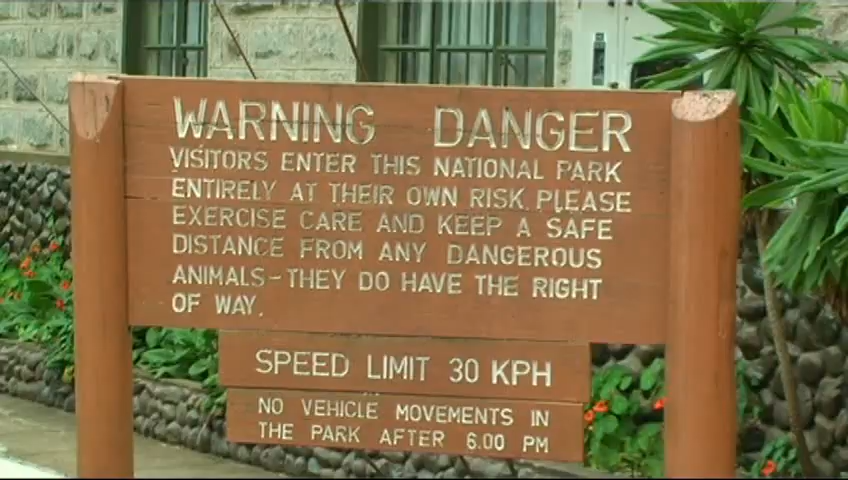 WARNING DANGER
VISITORS ENTER THIS NATIONAL PARK
ENTIRELY AT THEIR OWN RISK. PLEASE
EXERCISE CARE AND KEEP A SAFE
DISTANCE FROM ANY DANGEROUS
ANIMALS-THEY DO HAVE THE RIGHT
OF WAY.
SPEED LIMIT 30 KPH
NO VEHICLE MOVEMENTS IN
THE PARK AFTER 6.00 PM